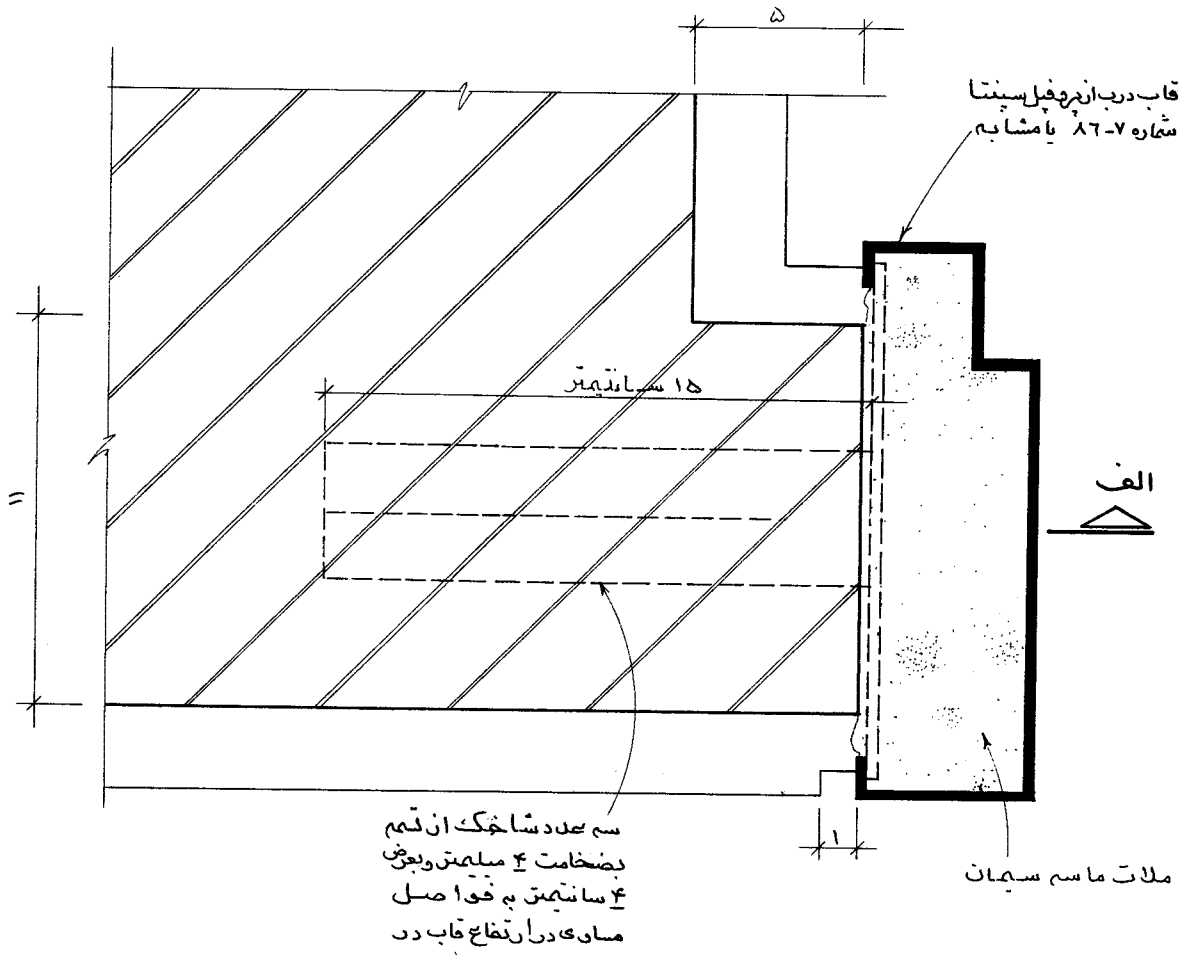 ۵
قاب درب از پروفیل سینتا
شماره ۷-۸۶ یا مشابه
۱۵ سانتیمتر
۱۱
الف
۱
سه عدد شاخک از تسمه
بضخامت ۴ میلیمتر و بعرض
۴ سانتیمتر به فواصل
مساوی در ارتفاع قاب در
ملات ماسه سیمان